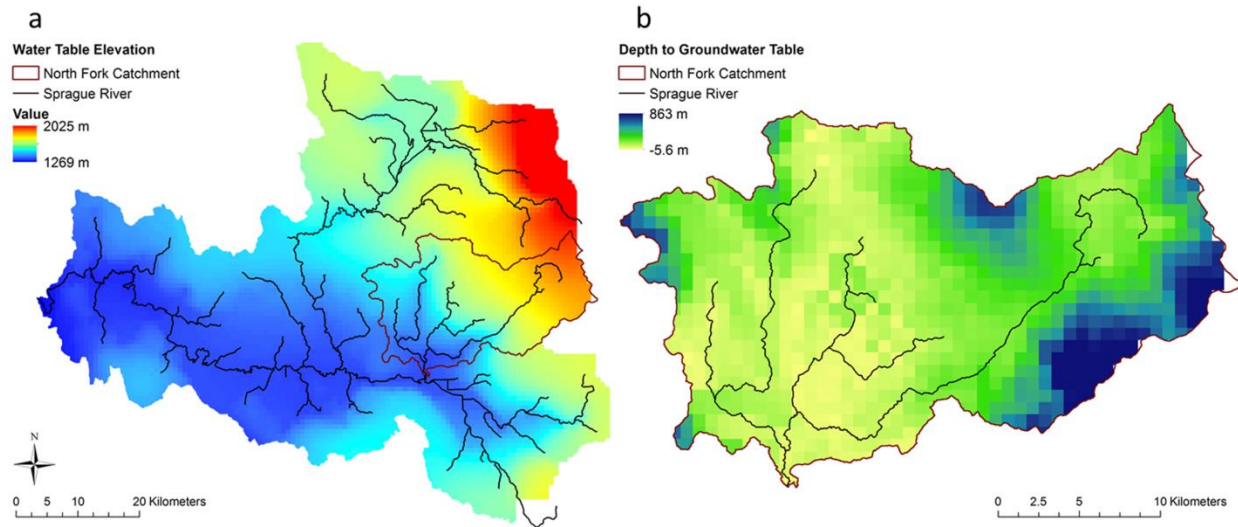 a
Water Table Elevation
North Fork Catchment
Sprague River
Value
2025 m
1269 m
N
0 5 10 20 Kilometers
b
Depth to Groundwater Table
North Fork Catchment
Sprague River
863 m
-5.6 m
0 2.5 5 10 Kilometers